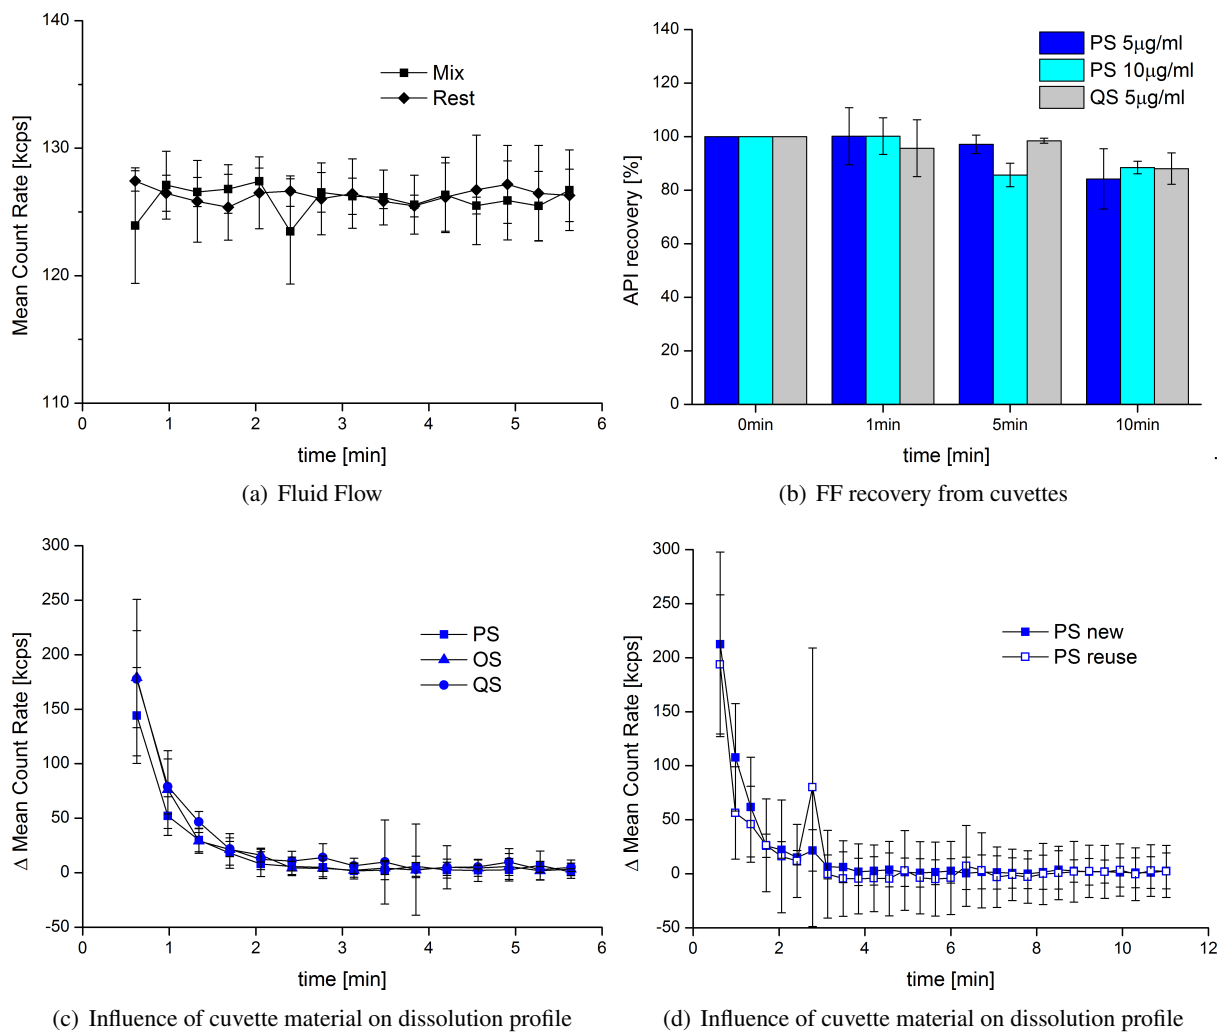 140
130
120
110
Mean Count Rate [kcps]
Mix
Rest
0 1 2 3 4 5 6
time [min]
(a) Fluid Flow
140
120
100
80
60
40
20
0
API recovery [%]
PS 5µg/ml
PS 10µg/ml
QS 5µg/ml
0min 1min 5min 10min
time [min]
(b) FF recovery from cuvettes
300
250
200
150
100
50
0
-50
Δ Mean Count Rate [kcps]
PS
OS
QS
0 1 2 3 4 5 6
time [min]
(c) Influence of cuvette material on dissolution profile
300
250
200
150
100
50
0
-50
Δ Mean Count Rate [kcps]
PS new
PS reuse
0 2 4 6 8 10 12
time [min]
(d) Influence of cuvette material on dissolution profile